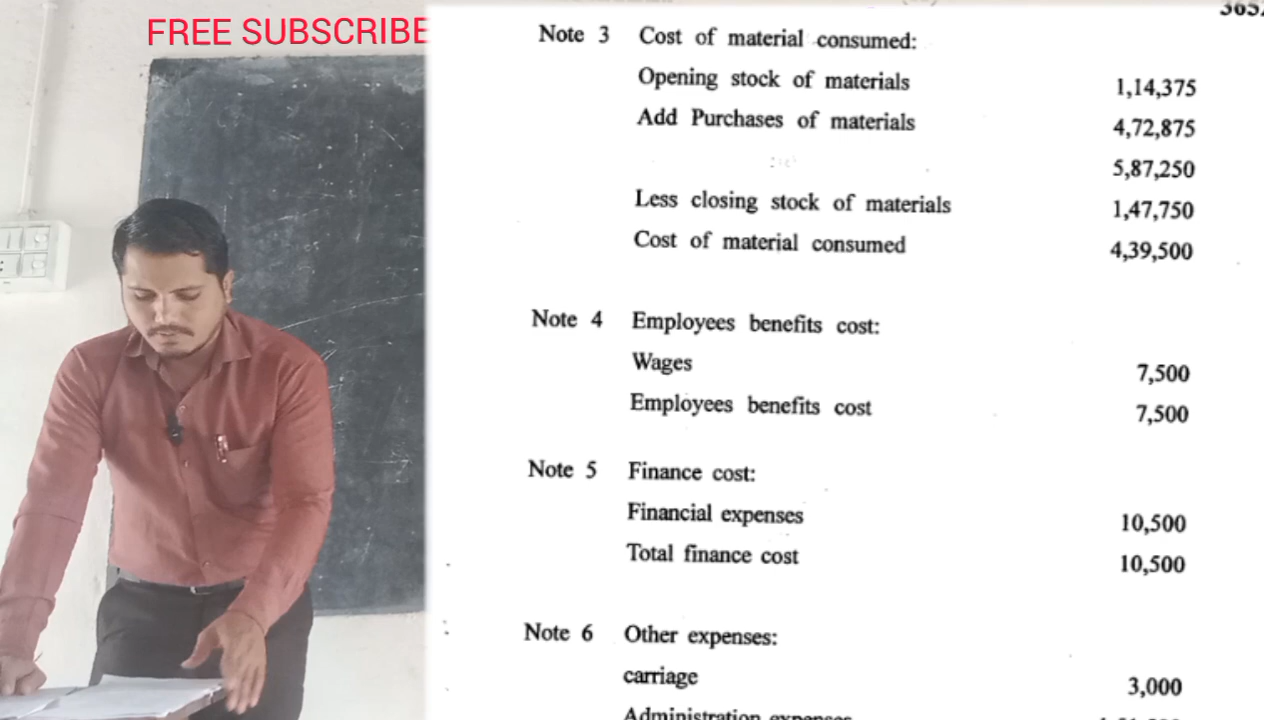 FREE SUBSCRIBE
Note 3 Cost of material consumed:
Opening stock of materials 1,14,375
Add Purchases of materials 4,72,875
5,87,250
Less closing stock of materials 1,47,750
Cost of material consumed 4,39,500
Note 4 Employees benefits cost:
Wages 7,500
Employees benefits cost 7,500
Note 5 Finance cost:
Financial expenses 10,500
Total finance cost 10,500
Note 6 Other expenses:
carriage 3,000
Administration expenses